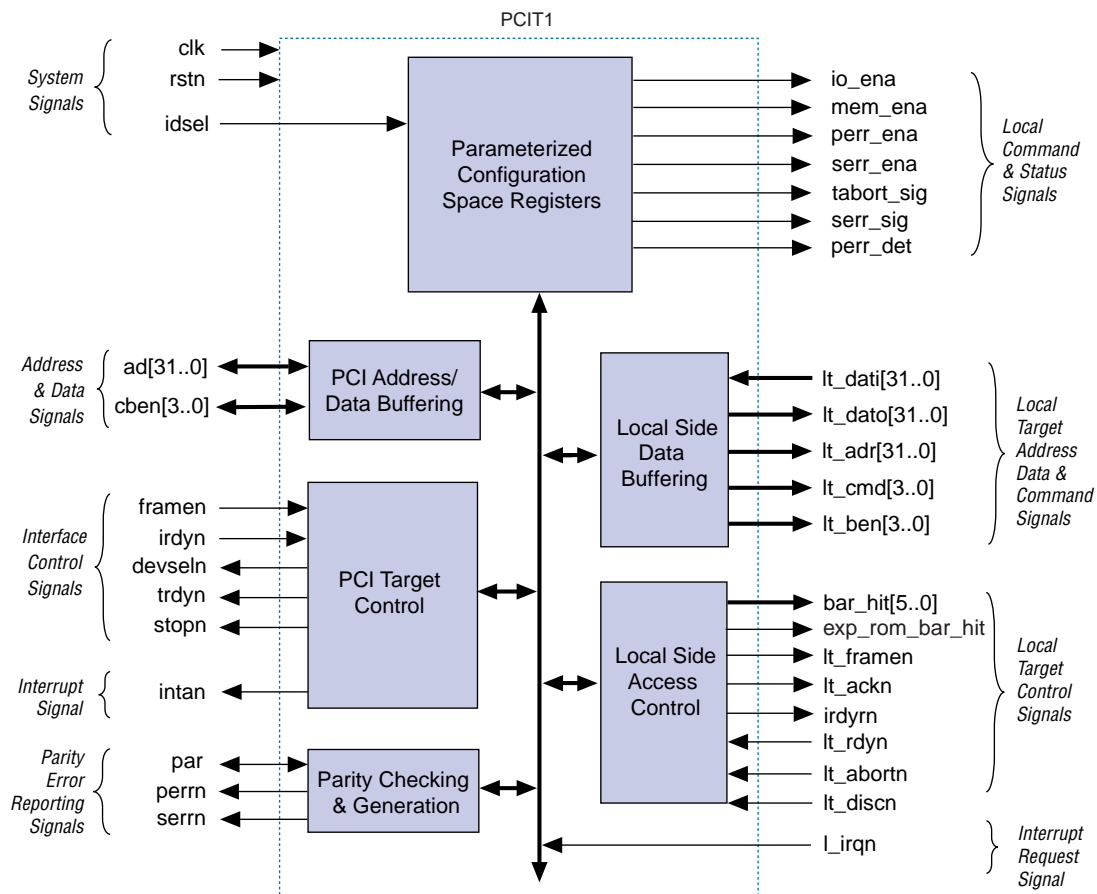 PCIT1
System
Signals
clk
rstn
idsel
Parameterized
Configuration
Space Registers
io_ena
mem_ena
perr_ena
serr_ena
tabort_sig
serr_sig
perr_det
Local
Command
& Status
Signals
Address
& Data
Signals
ad[31..0]
cben[3..0]
PCI Address/
Data Buffering
Local Side
Data
Buffering
lt_dati[31..0]
lt_dato[31..0]
lt_adr[31..0]
lt_cmd[3..0]
lt_ben[3..0]
Local
Target
Address
Data &
Command
Signals
Interface
Control
Signals
framen
irdyn
devseln
trdyn
stopn
PCI Target
Control
Interrupt
Signal
intan
Local Side
Access
Control
bar_hit[5..0]
exp_rom_bar_hit
lt_framen
lt_ackn
irdyrn
lt_rdyn
lt_abortn
lt_discn
Local
Target
Control
Signals
Parity
Error
Reporting
Signals
par
perrn
serrn
Parity Checking
& Generation
l_irqn
Interrupt
Request
Signal